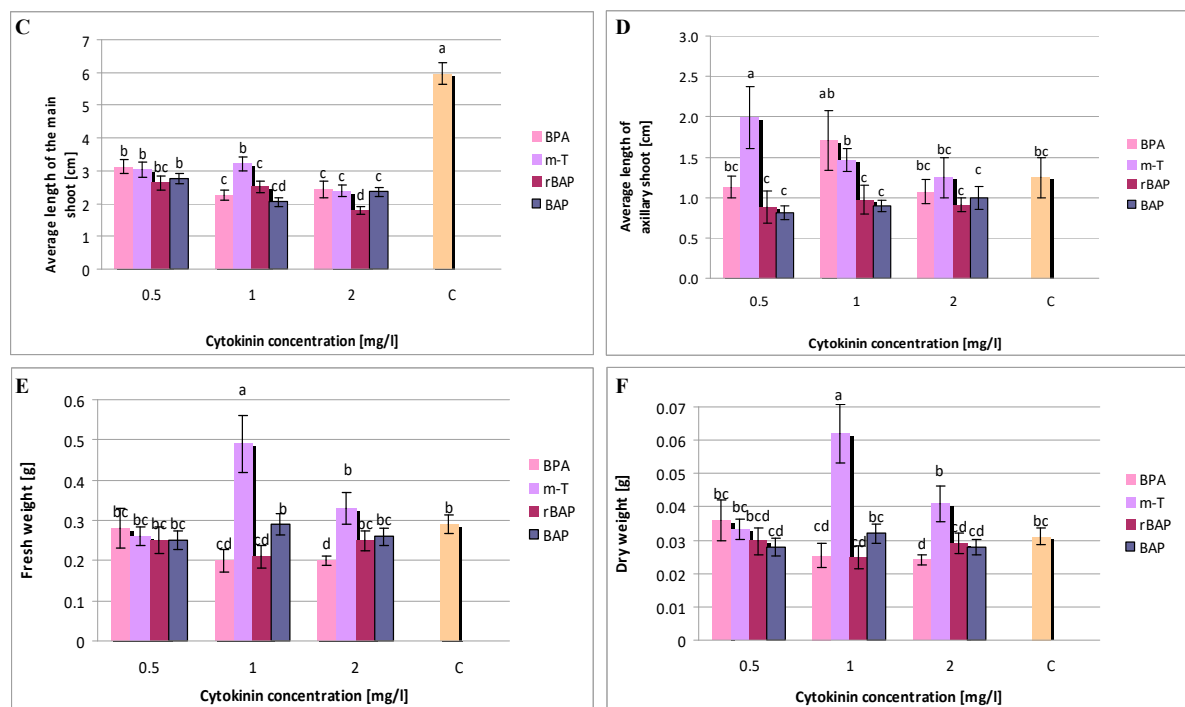 C
Average length of the main
shoot [cm]
7
6
5
4
3
2
1
0
b b bc b
c b c cd
c c d c
a
0.5 1 2 C
Cytokinin concentration [mg/l]
BPA
m-T
rBAP
BAP
D
Average length of
axillary shoot [cm]
3.0
2.5
2.0
1.5
1.0
0.5
0.0
bc a c c
ab b c c
bc bc c c
bc
0.5 1 2 C
Cytokinin concentration [mg/l]
BPA
m-T
rBAP
BAP
E
Fresh weight [g]
0.6
0.5
0.4
0.3
0.2
0.1
0
bc bc bc bc
cd a cd b
d b bc bc
b
0.5 1 2 C
Cytokinin concentration [mg/l]
BPA
m-T
rBAP
BAP
F
Dry weight [g]
0.07
0.06
0.05
0.04
0.03
0.02
0.01
0
bc bc bcd cd
cd a cd bc
d b cd cd
bc
0.5 1 2 C
Cytokinin concentration [mg/l]
BPA
m-T
rBAP
BAP